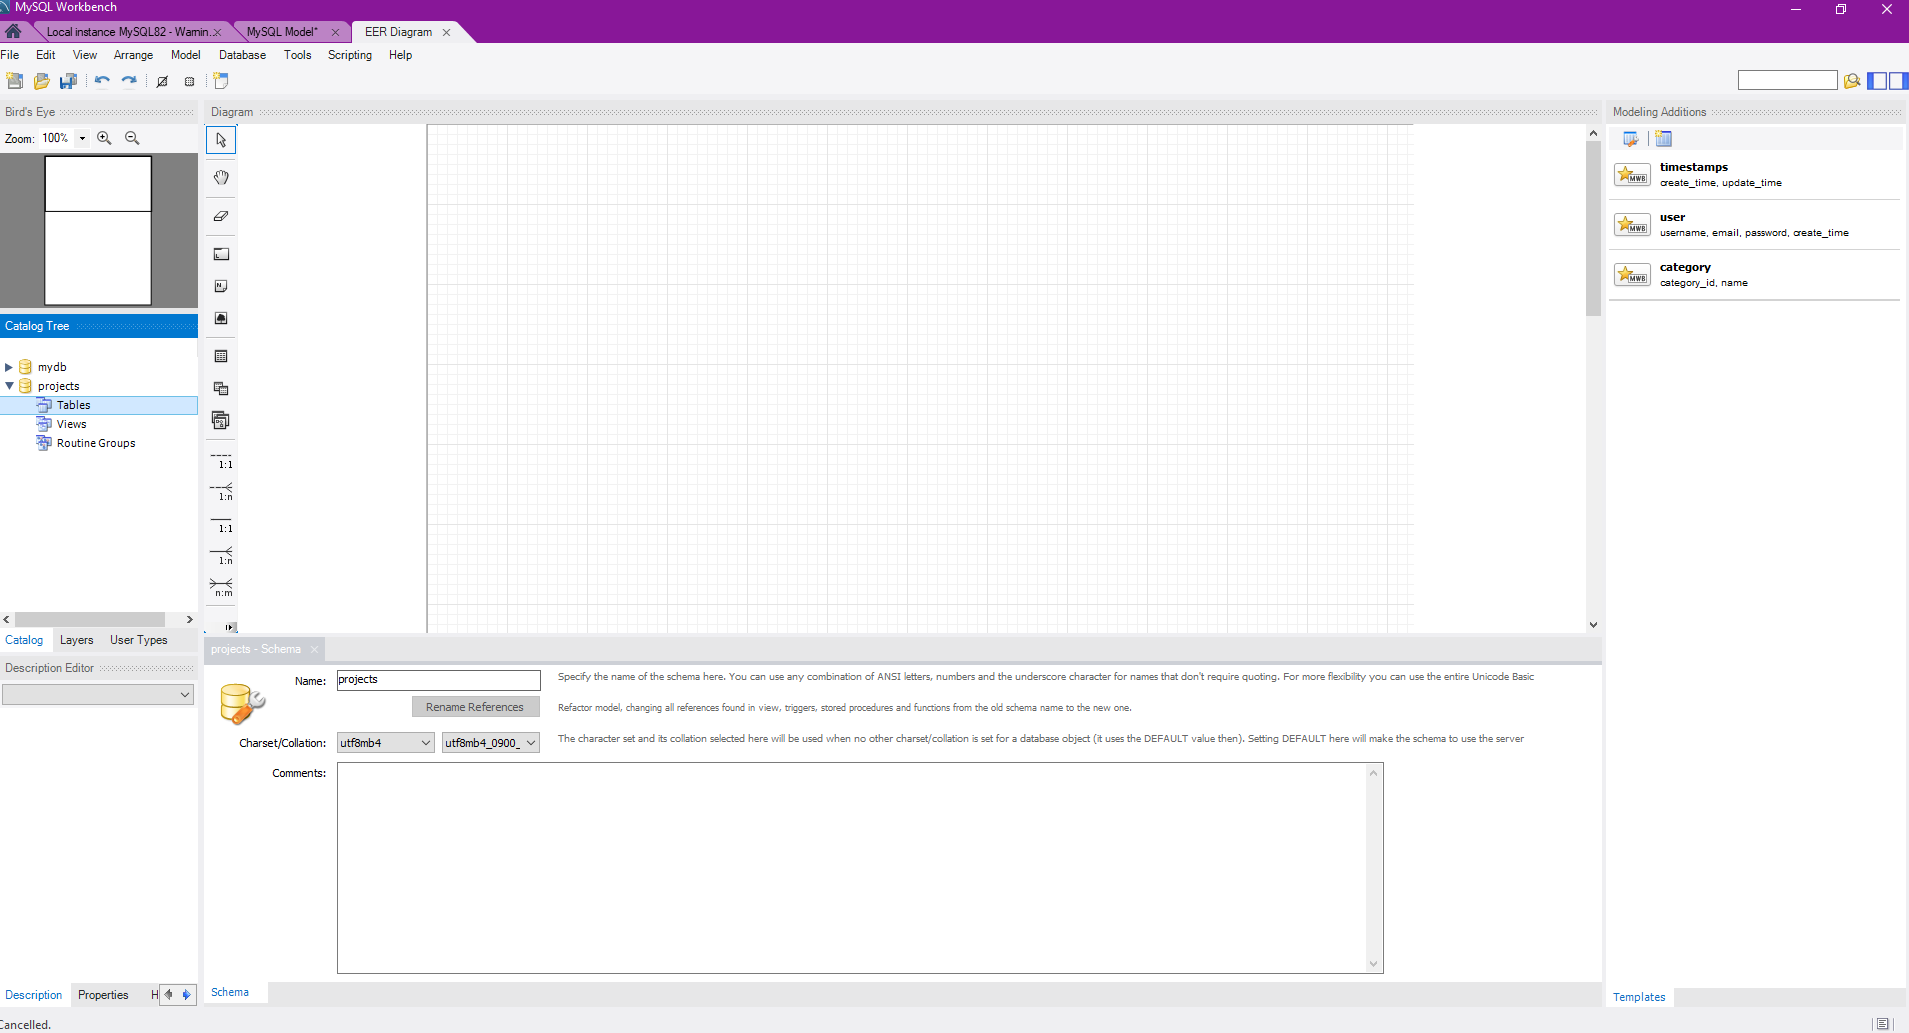 MySQL Workbench
Local instance MySQL82 - Warnin...
MySQL Model*
EER Diagram
File Edit View Arrange Model Database Tools Scripting Help
Bird's Eye
Diagram
Modeling Additions
Zoom: 100%
timestamps
create_time, update_time
user
username, email, password, create_time
category
category_id, name
MWB
MWB
MWB
Catalog Tree
mydb
projects
Tables
Views
Routine Groups
1:1
1:n
1:1
1:n
n:m
Catalog Layers User Types
Description Editor
projects - Schema
Name: projects
Specify the name of the schema here. You can use any combination of ANSI letters, numbers and the underscore character for names that don't require quoting. For more flexibility you can use the entire Unicode Basic
Rename References
Refactor model, changing all references found in view, triggers, stored procedures and functions from the old schema name to the new one.
Charset/Collation: utf8mb4 utf8mb4_0900_
The character set and its collation selected here will be used when no other charset/collation is set for a database object (it uses the DEFAULT value then). Setting DEFAULT here will make the schema to use the server
Comments:
Description Properties H
Schema
Templates
Cancelled.